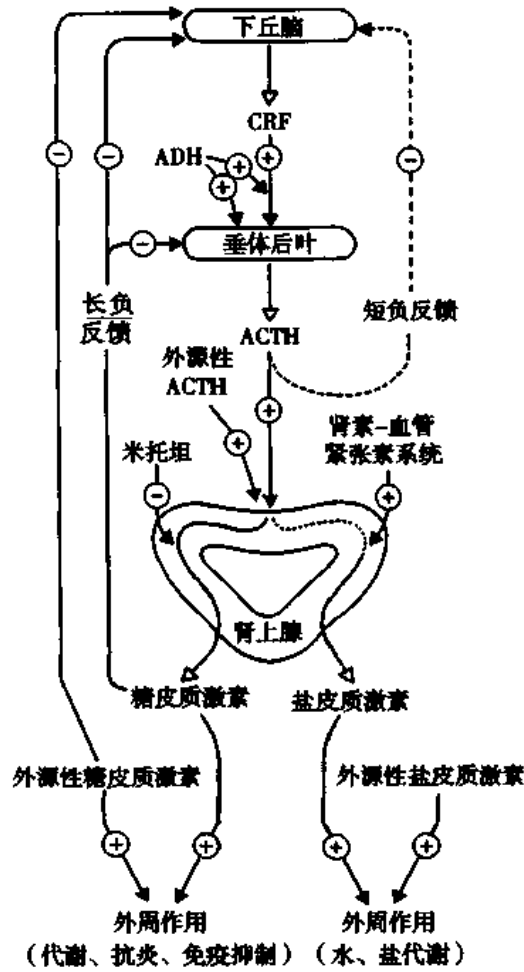 下丘脑
CRF
ADH
垂体后叶
长负
反馈
短负反馈
ACTH
外源性
ACTH
米托坦
肾素-血管
紧张素系统
肾上腺
糖皮质激素
盐皮质激素
外源性糖皮质激素
外源性盐皮质激素
外周作用
(代谢、抗炎、免疫抑制)
外周作用
(水、盐代谢)